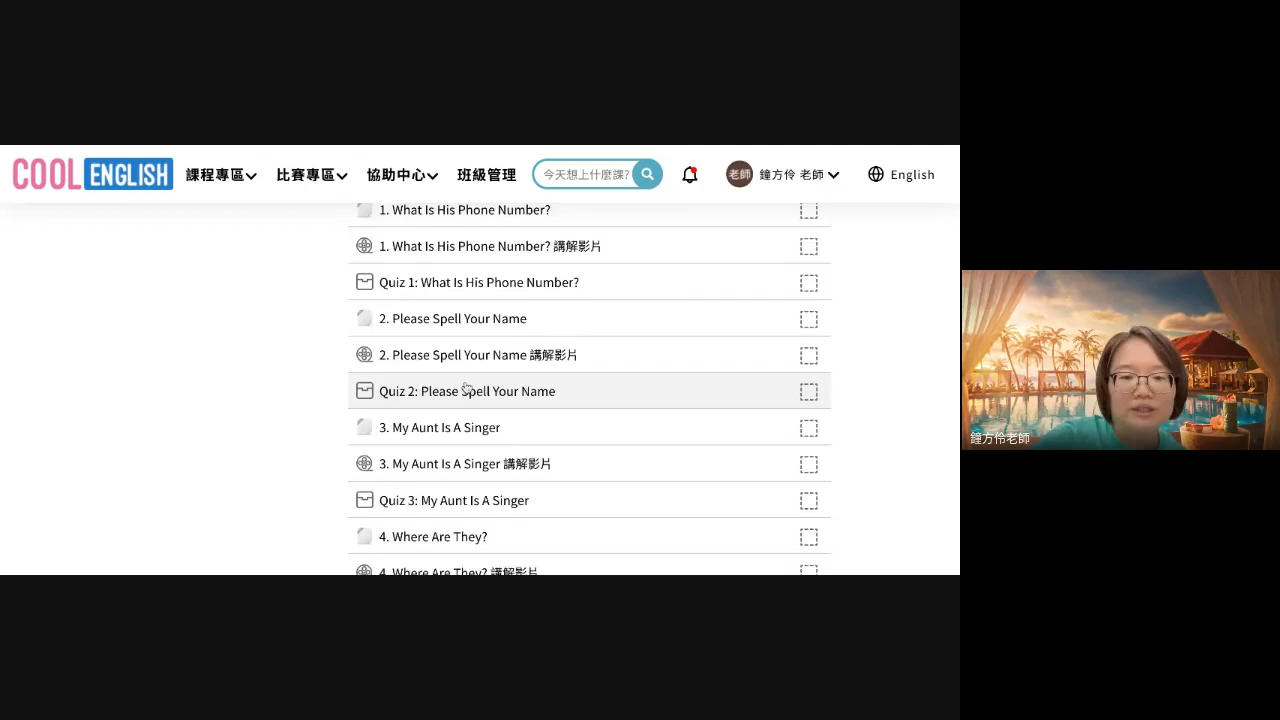 COOL ENGLISH 課程專區 比賽專區 協助中心 班級管理 今天想上什麼課? 老師 鐘方伶 老師 English
1. What Is His Phone Number?
1. What Is His Phone Number? 講解影片
Quiz 1: What Is His Phone Number?
2. Please Spell Your Name
2. Please Spell Your Name 講解影片
Quiz 2: Please Spell Your Name
3. My Aunt Is A Singer
3. My Aunt Is A Singer 講解影片
Quiz 3: My Aunt Is A Singer
4. Where Are They?
4. Where Are They? 講解影片
鐘方伶老師